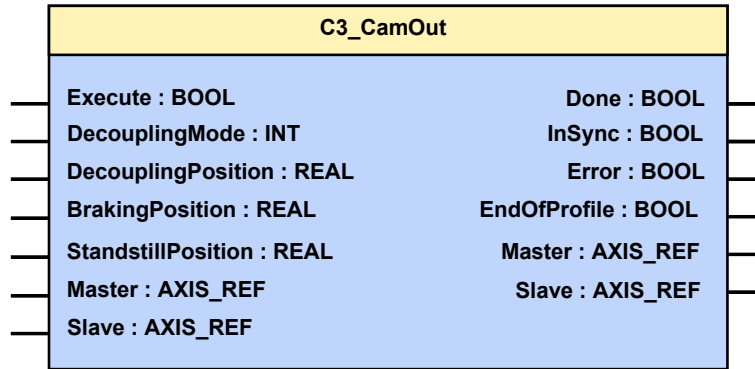 C3_CamOut
Execute : BOOL
Done : BOOL
DecouplingMode : INT
InSync : BOOL
DecouplingPosition : REAL
Error : BOOL
BrakingPosition : REAL
EndOfProfile : BOOL
StandstillPosition : REAL
Master : AXIS_REF
Master : AXIS_REF
Slave : AXIS_REF
Slave : AXIS_REF